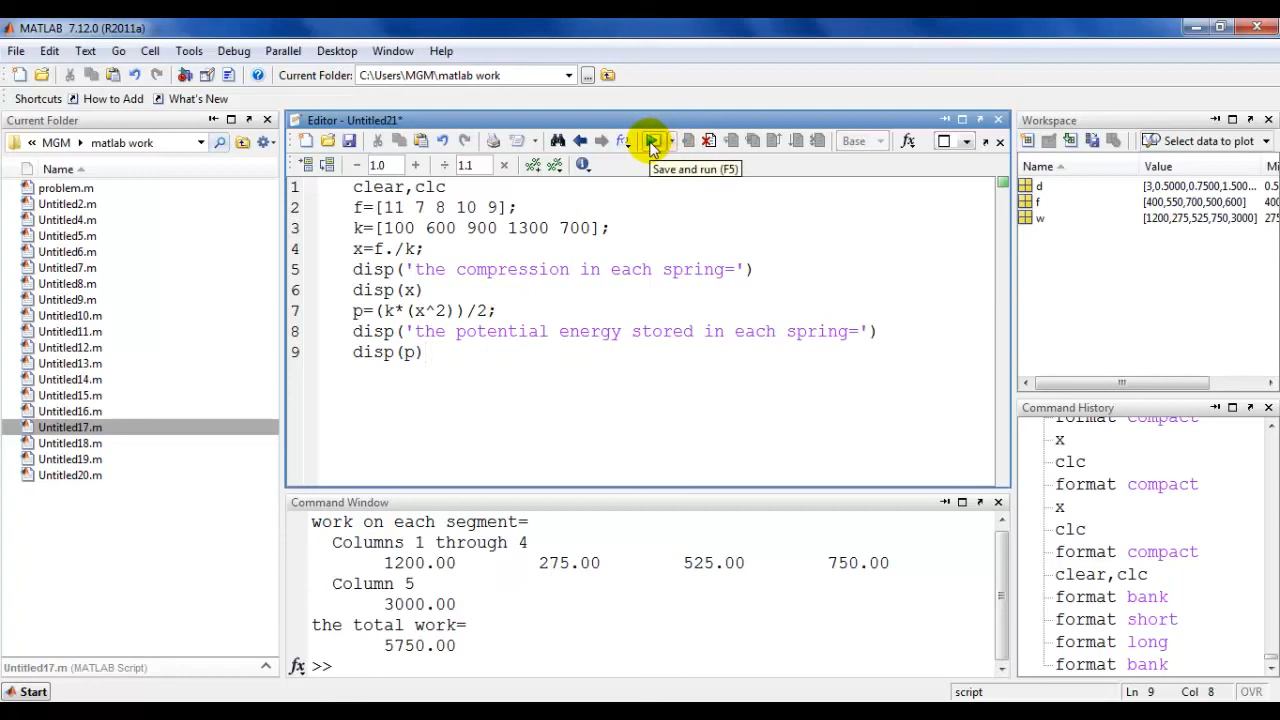 MATLAB 7.12.0 (R2011a)
File Edit Text Go Cell Tools Debug Parallel Desktop Window Help
Current Folder: C:\Users\MGM\matlab work
Shortcuts How to Add What's New
Current Folder
« MGM ▸ matlab work
Name
problem.m
Untitled2.m
Untitled4.m
Untitled5.m
Untitled6.m
Untitled7.m
Untitled8.m
Untitled9.m
Untitled10.m
Untitled11.m
Untitled12.m
Untitled13.m
Untitled14.m
Untitled15.m
Untitled16.m
Untitled17.m
Untitled18.m
Untitled19.m
Untitled20.m
Untitled17.m (MATLAB Script)
Start
Editor - Untitled21*
Base
1.0 1.1
Save and run (F5)
1 clear,clc
2 f=[11 7 8 10 9];
3 k=[100 600 900 1300 700];
4 x=f./k;
5 disp('the compression in each spring=')
6 disp(x)
7 p=(k*(x^2))/2;
8 disp('the potential energy stored in each spring=')
9 disp(p)
Command Window
work on each segment=
Columns 1 through 4
1200.00 275.00 525.00 750.00
Column 5
3000.00
the total work=
5750.00
fx >>
Workspace
Select data to plot
Name Value
d [3,0.5000,0.7500,1.500... 0.5
f [400,550,700,500,600] 400
w [1200,275,525,750,3000] 275
Command History
format compact
x
clc
format compact
x
clc
format compact
clear,clc
format bank
format short
format long
format bank
script Ln 9 Col 8 OVR